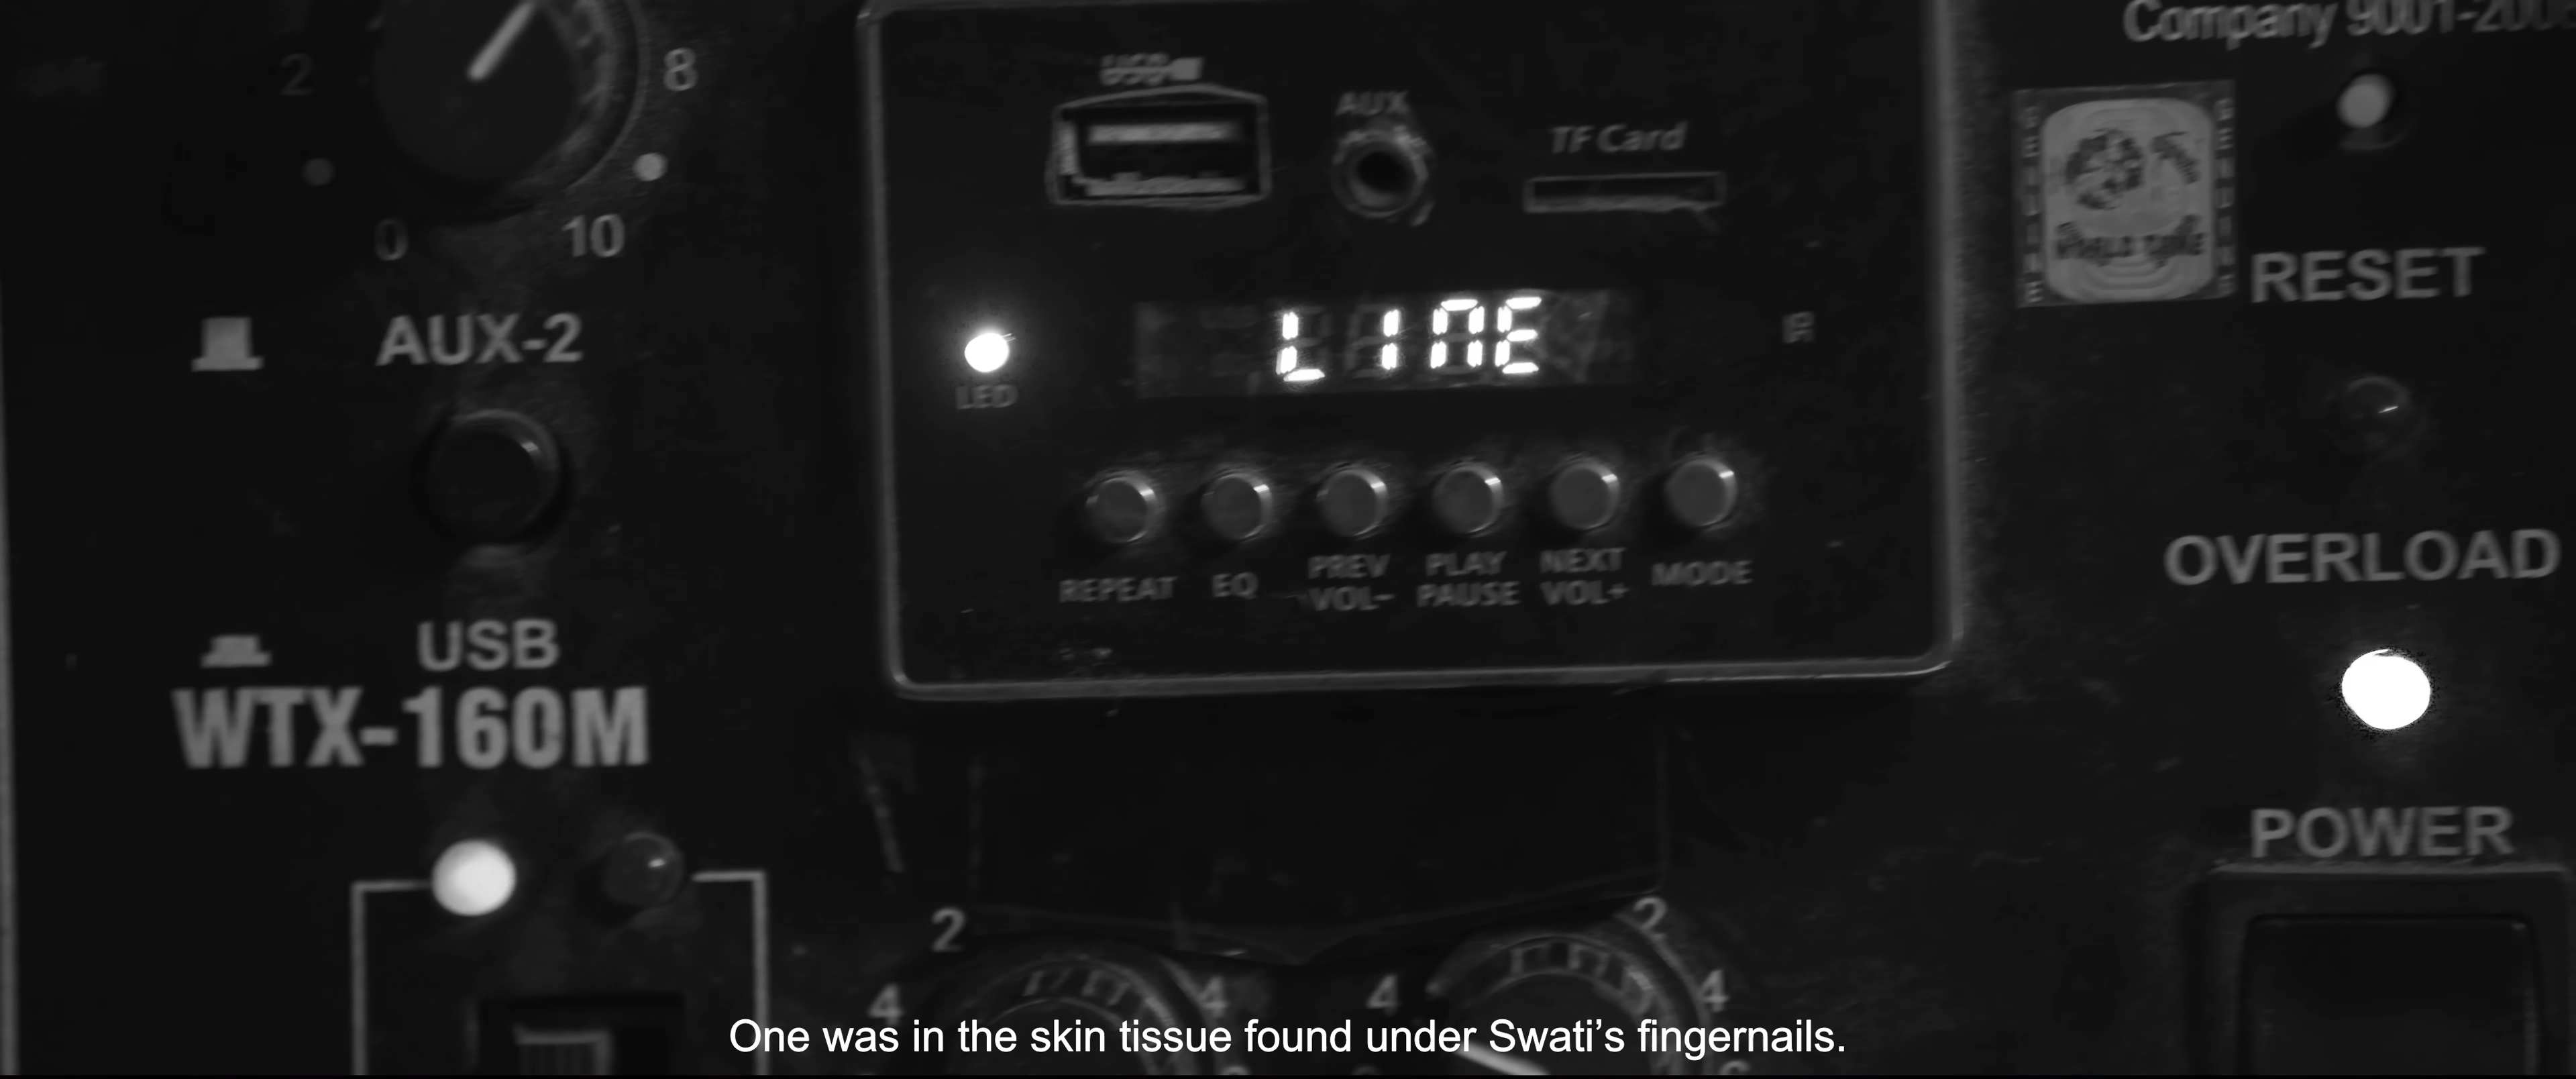 Company 9001-200
USB
2
8
AUX
TF Card
0
10
RESET
AUX-2
LINE
IR
LED
OVERLOAD
REPEAT
EQ
PREV
VOL-
PLAY
PAUSE
NEXT
VOL+
MODE
USB
WTX-160M
POWER
2
2
4
4
4
4
One was in the skin tissue found under Swati’s fingernails.